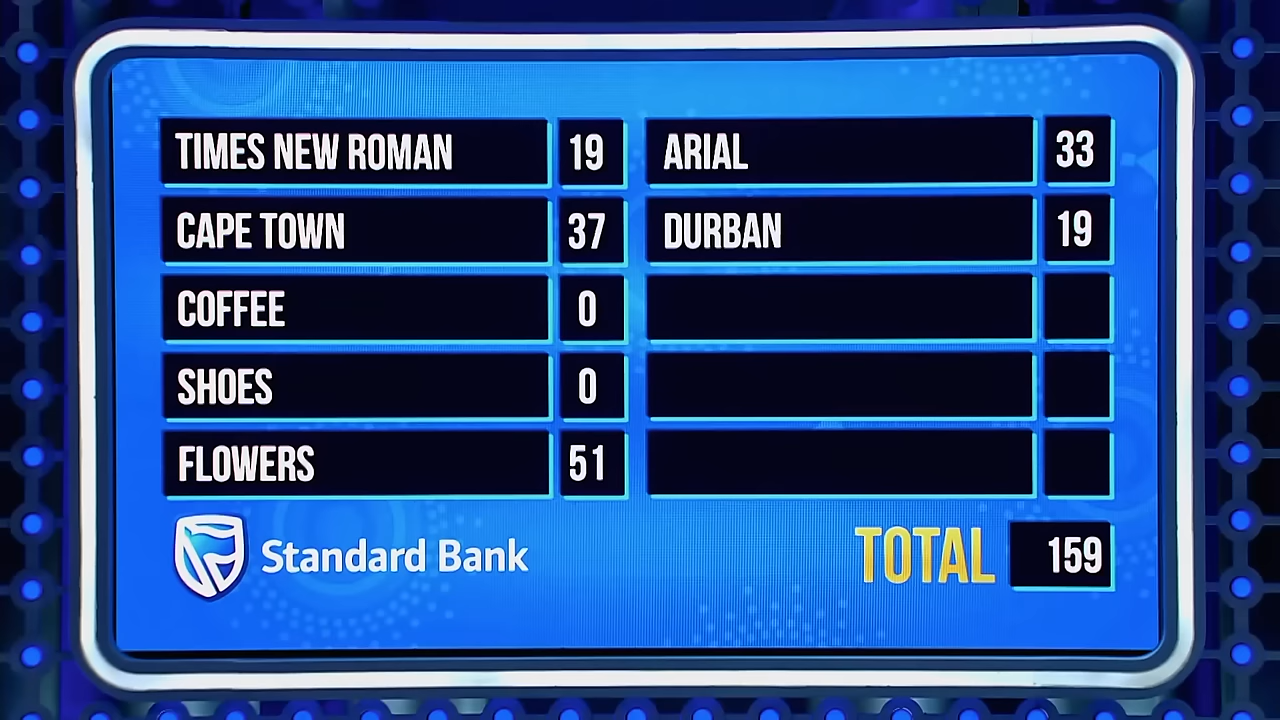 TIMES NEW ROMAN 19 ARIAL 33
CAPE TOWN 37 DURBAN 19
COFFEE 0
SHOES 0
FLOWERS 51
Standard Bank TOTAL 159